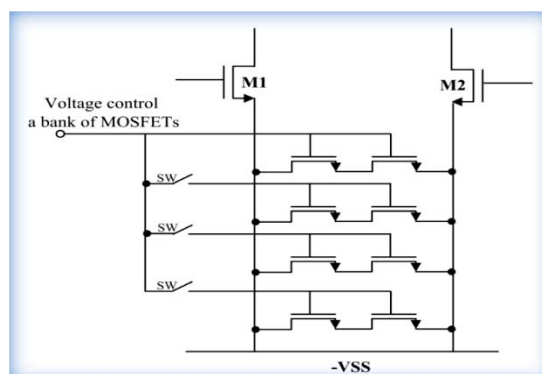 M1
M2
Voltage control
a bank of MOSFETs
SW
SW
SW
-VSS